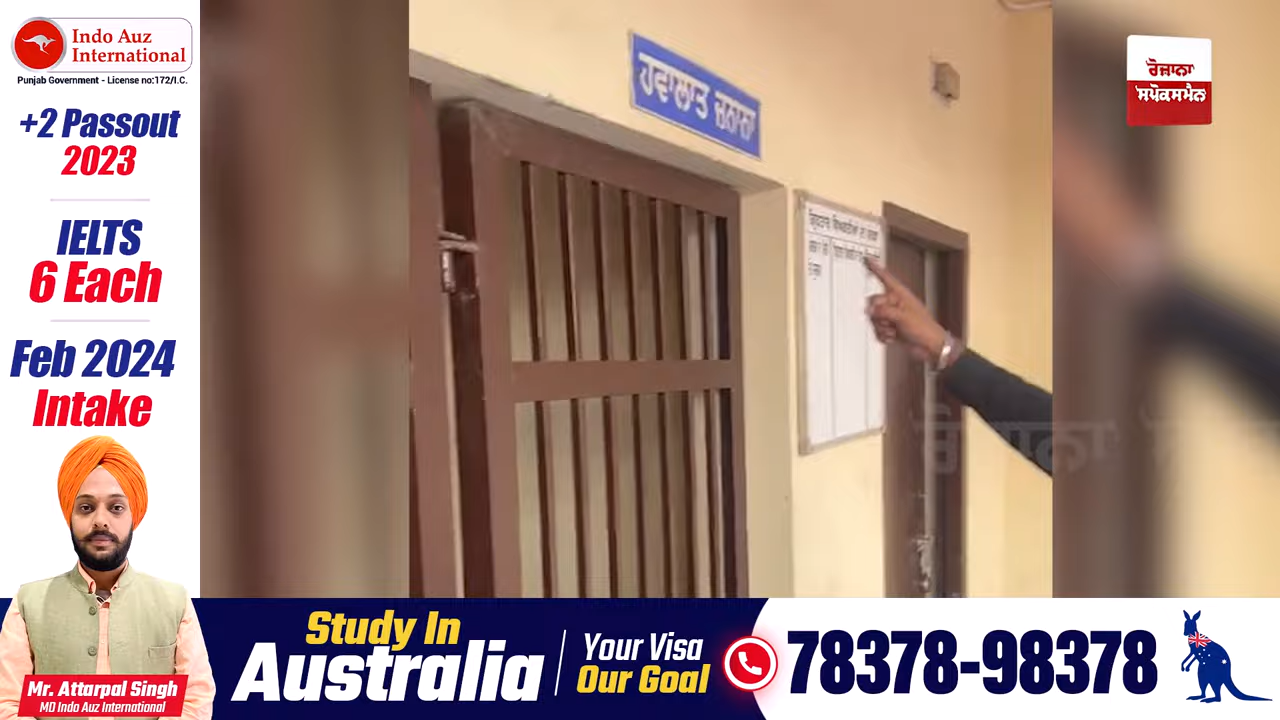 Indo Auz
International
Punjab Government - License no:172/I.C.
+2 Passout
2023
IELTS
6 Each
Feb 2024
Intake
Mr. Attarpal Singh
MD Indo Auz International
ਹਵਾਲਾਤ ਜ਼ਨਾਨਾ
ਰੋਜ਼ਾਨਾ
ਸਪੋਕਸਮੈਨ
Study In
Australia
Your Visa
Our Goal
78378-98378